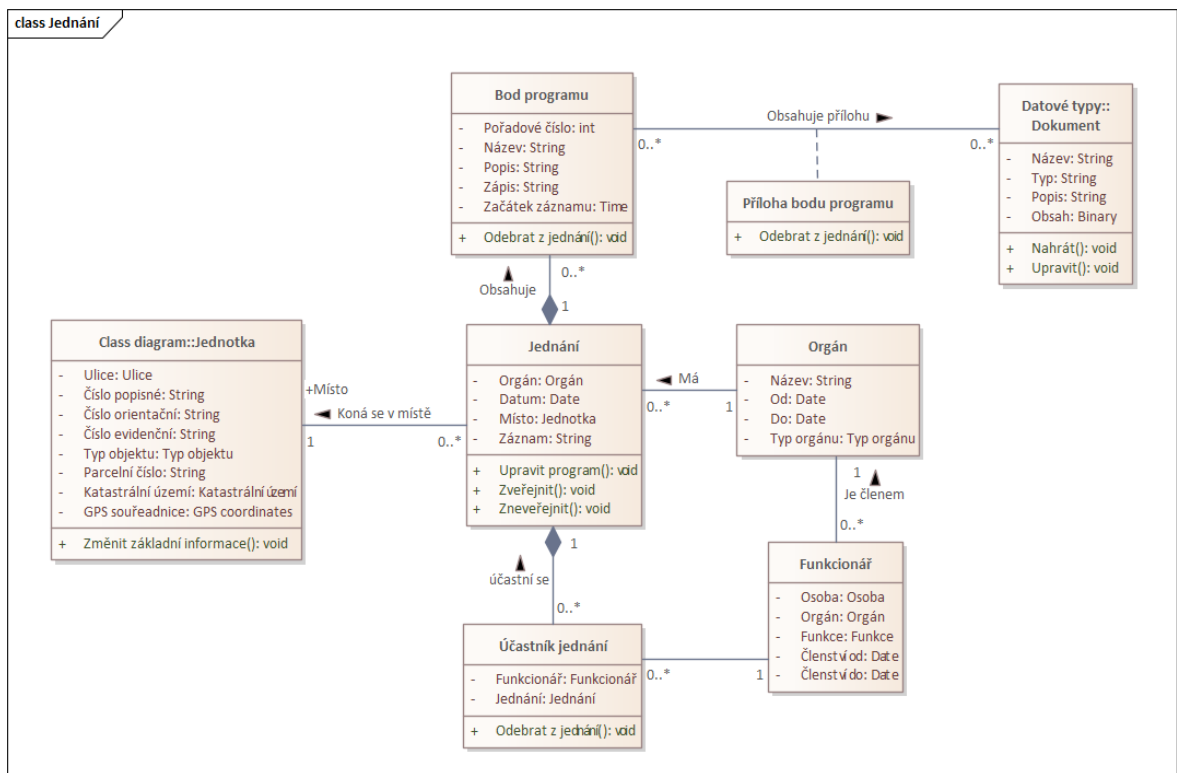 class Jednání
Bod programu
- Pořadové číslo: int
- Název: String
- Popis: String
- Zápis: String
- Začátek záznamu: Time
+ Odebrat z jednání(): void
Obsahuje přílohu
0..*
0..*
Datové typy::
Dokument
- Název: String
- Typ: String
- Popis: String
- Obsah: Binary
+ Nahrát(): void
+ Upravit(): void
Příloha bodu programu
+ Odebrat z jednání(): void
0..*
Obsahuje
1
Class diagram::Jednotka
- Ulice: Ulice
- Číslo popisné: String
- Číslo orientační: String
- Číslo evidenční: String
- Typ objektu: Typ objektu
- Parcelní číslo: String
- Katastrální území: Katastrální území
- GPS souřadnice: GPS coordinates
+ Změnit základní informace(): void
+Místo
Koná se v místě
1
0..*
Jednání
- Orgán: Orgán
- Datum: Date
- Místo: Jednotka
- Záznam: String
+ Upravit program(): void
+ Zveřejnit(): void
+ Zneveřejnit(): void
Má
0..*
1
Orgán
- Název: String
- Od: Date
- Do: Date
- Typ orgánu: Typ orgánu
1
Je členem
0..*
1
účastní se
0..*
Funkcionář
- Osoba: Osoba
- Orgán: Orgán
- Funkce: Funkce
- Členství od: Date
- Členství do: Date
Účastník jednání
- Funkcionář: Funkcionář
- Jednání: Jednání
+ Odebrat z jednání(): void
0..*
1